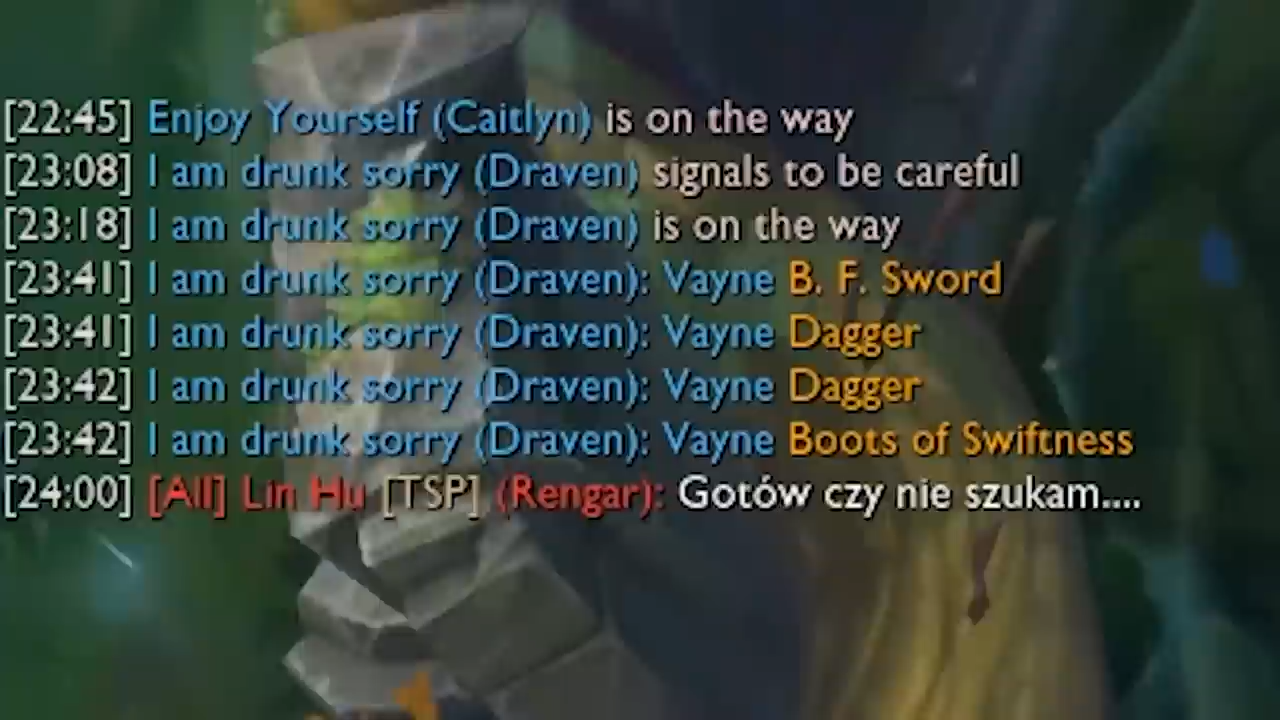 [22:45] Enjoy Yourself (Caitlyn) is on the way
[23:08] I am drunk sorry (Draven) signals to be careful
[23:18] I am drunk sorry (Draven) is on the way
[23:41] I am drunk sorry (Draven): Vayne B. F. Sword
[23:41] I am drunk sorry (Draven): Vayne Dagger
[23:42] I am drunk sorry (Draven): Vayne Dagger
[23:42] I am drunk sorry (Draven): Vayne Boots of Swiftness
[24:00] [All] Lin Hu [TSP] (Rengar): Gotów czy nie szukam....